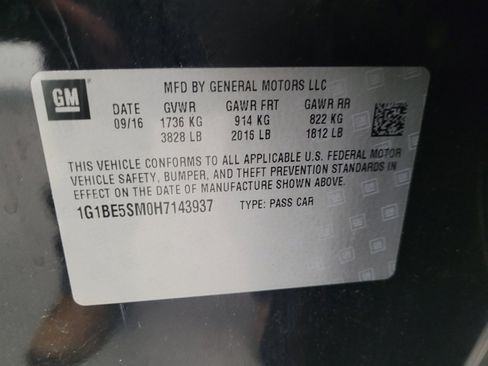 GM
MFD BY GENERAL MOTORS LLC
DATE GVWR GAWR FRT GAWR RR
09/16 1736 KG 914 KG 822 KG
3828 LB 2016 LB 1812 LB
THIS VEHICLE CONFORMS TO ALL APPLICABLE U.S. FEDERAL MOTOR
VEHICLE SAFETY, BUMPER, AND THEFT PREVENTION STANDARDS IN
EFFECT ON THE DATE OF MANUFACTURE SHOWN ABOVE.
1G1BE5SM0H7143937 TYPE: PASS CAR